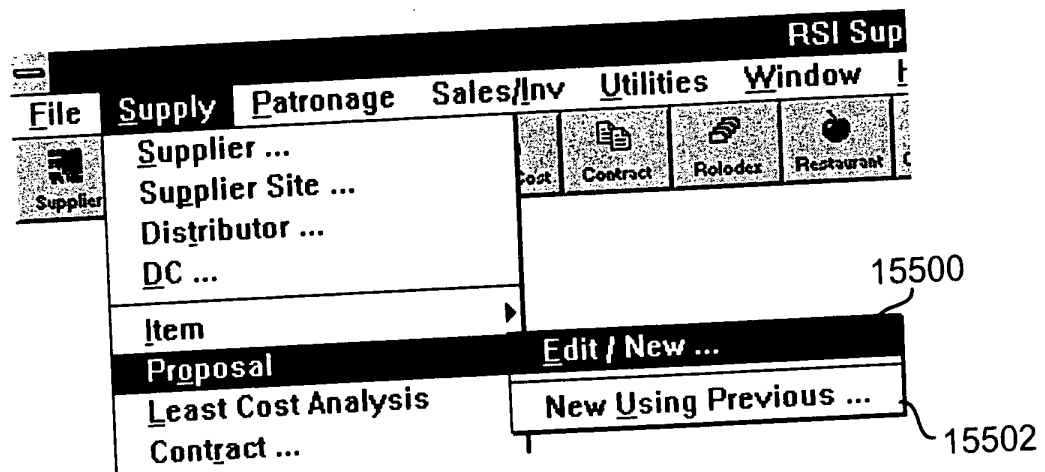 RSI Sup
File Supply Patronage Sales/Inv Utilities Window
Supplier Cost Contract Rolodex Restaurant
Supplier ...
Supplier Site ...
Distributor ...
DC ...
15500
Item
Proposal
Edit / New ...
Least Cost Analysis
New Using Previous ...
Contract ...
15502